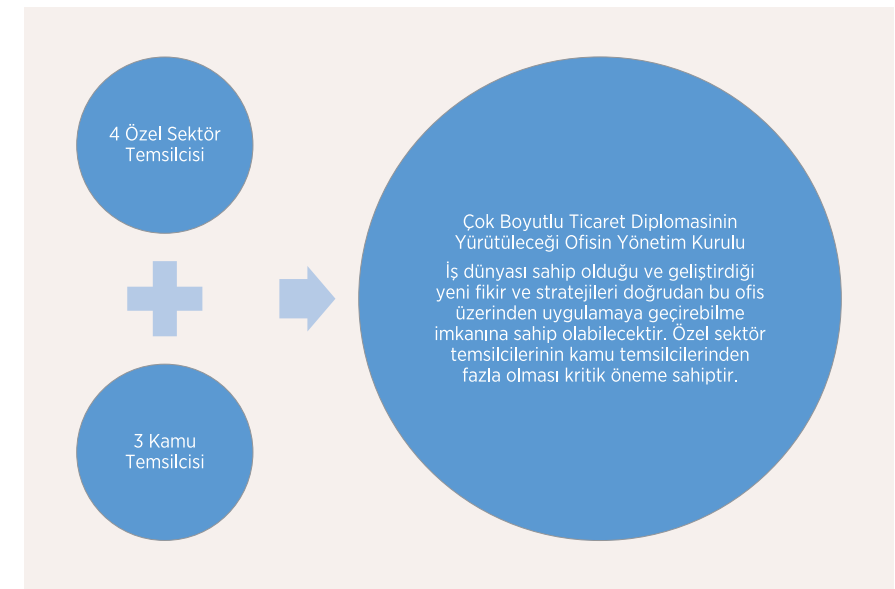 4 Özel Sektör
Temsilcisi
3 Kamu
Temsilcisi
Çok Boyutlu Ticaret Diplomasinin
Yürütüleceği Ofisin Yönetim Kurulu
İş dünyası sahip olduğu ve geliştirdiği
yeni fikir ve stratejileri doğrudan bu ofis
üzerinden uygulamaya geçirebilme
imkanına sahip olabilecektir. Özel sektör
temsilcilerinin kamu temsilcilerinden
fazla olması kritik öneme sahiptir.